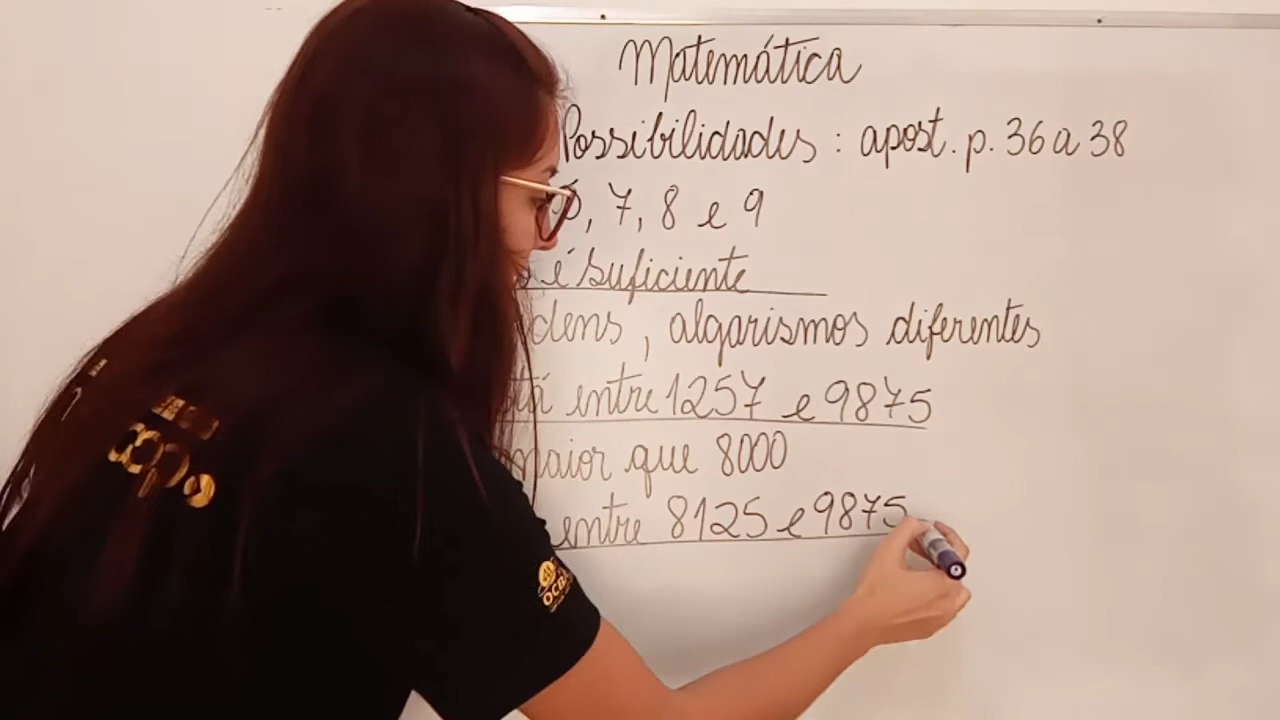 Matemática
Possibilidades : apost. p. 36 a 38
, 7, 8 e 9
é suficiente
dens, algarismos diferentes
tá entre 1257 e 9875
maior que 8000
entre 8125 e 9875